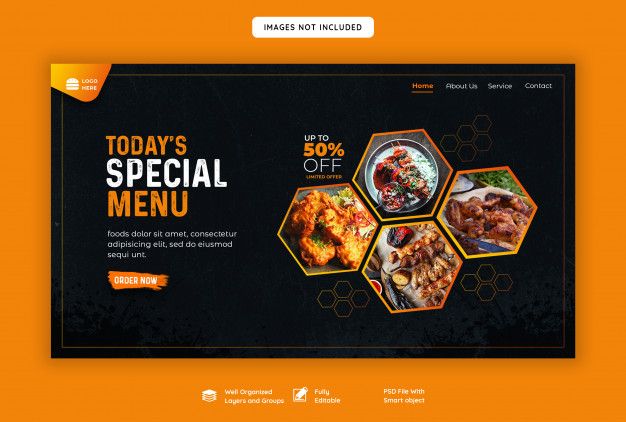 IMAGES NOT INCLUDED
LOGO
HERE
Home
About Us
Service
Contact
TODAY'S
SPECIAL
MENU
foods dolor sit amet, consectetur
adipisicing elit, sed do eiusmod
sequi unt.
ORDER NOW
UP TO
50%
OFF
LIMITED OFFER
Well Organized
Layers and Groups
Fully
Editable
PSD File With
Smart object